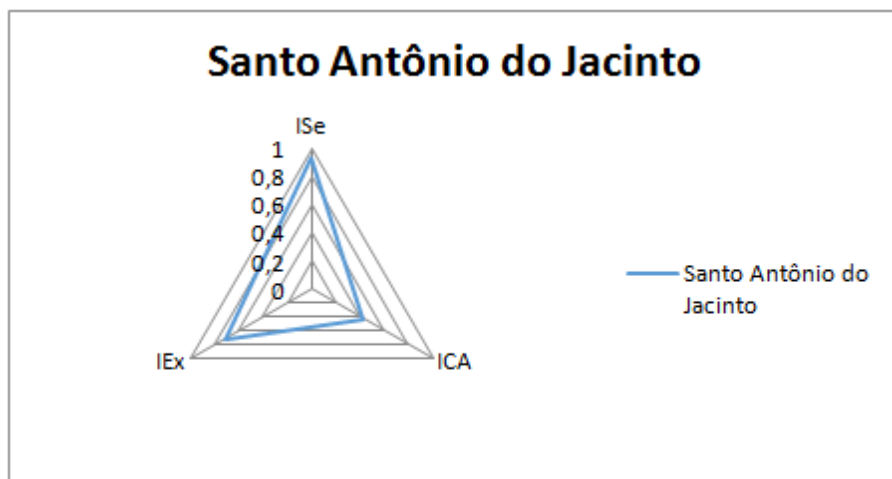 Santo Antônio do Jacinto
ISe
1
0,8
0,6
0,4
0,2
0
IEx
ICA
Santo Antônio do
Jacinto